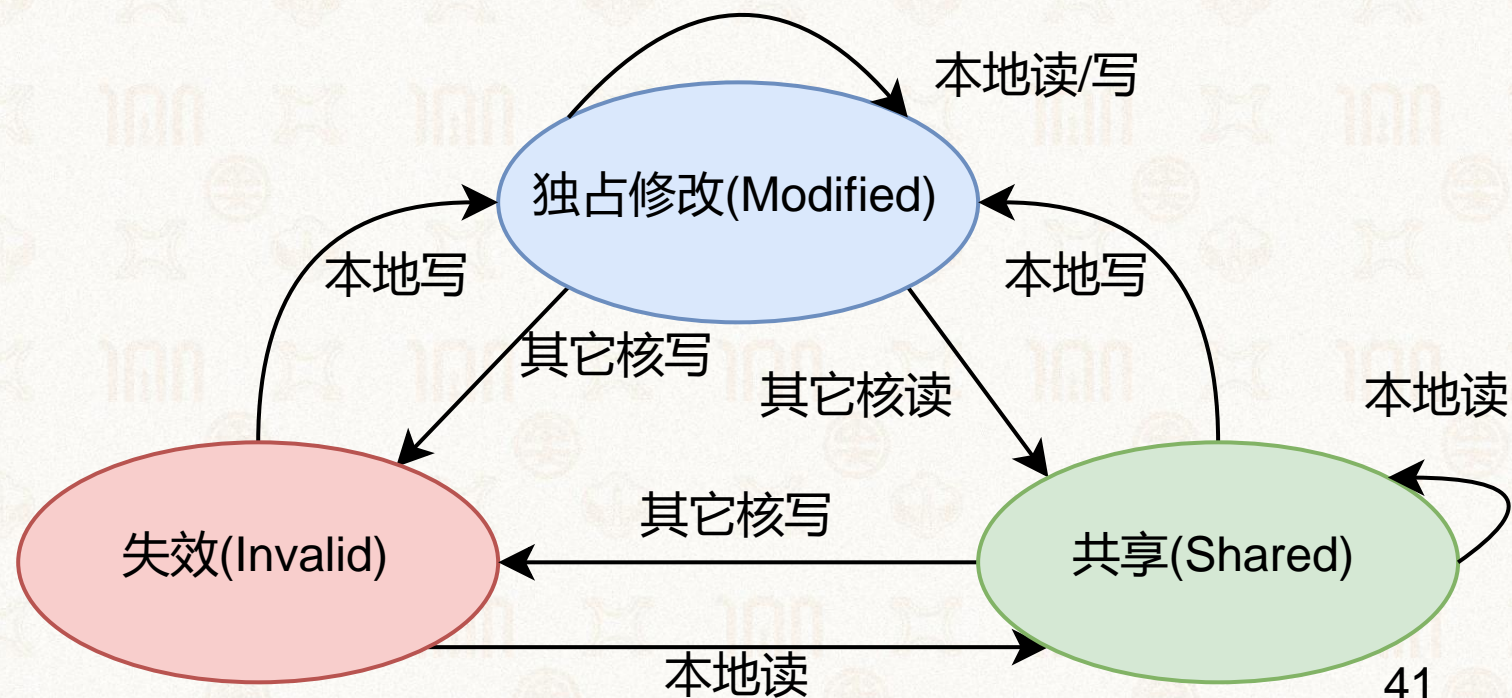 本地读/写
独占修改(Modified)
本地写
本地写
其它核写
其它核读
本地读
其它核写
失效(Invalid)
共享(Shared)
本地读
41